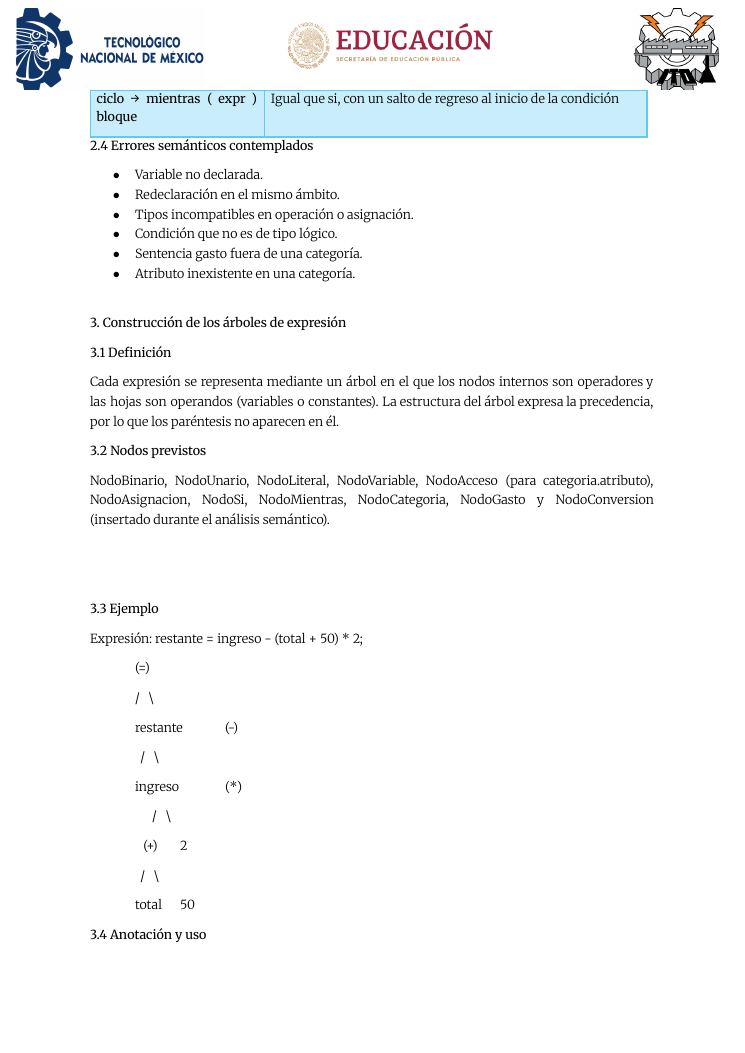 TECNOLÓGICO
NACIONAL DE MÉXICO
EDUCACIÓN
SECRETARÍA DE EDUCACIÓN PÚBLICA
ITO
ciclo → mientras ( expr )
bloque
Igual que si, con un salto de regreso al inicio de la condición
2.4 Errores semánticos contemplados
● Variable no declarada.
● Redeclaración en el mismo ámbito.
● Tipos incompatibles en operación o asignación.
● Condición que no es de tipo lógico.
● Sentencia gasto fuera de una categoría.
● Atributo inexistente en una categoría.
3. Construcción de los árboles de expresión
3.1 Definición
Cada expresión se representa mediante un árbol en el que los nodos internos son operadores y
las hojas son operandos (variables o constantes). La estructura del árbol expresa la precedencia,
por lo que los paréntesis no aparecen en él.
3.2 Nodos previstos
NodoBinario, NodoUnario, NodoLiteral, NodoVariable, NodoAcceso (para categoria.atributo),
NodoAsignacion, NodoSi, NodoMientras, NodoCategoria, NodoGasto y NodoConversion
(insertado durante el análisis semántico).
3.3 Ejemplo
Expresión: restante = ingreso - (total + 50) * 2;
(=)
/ \
restante (-)
/ \
ingreso (*)
/ \
(+) 2
/ \
total 50
3.4 Anotación y uso